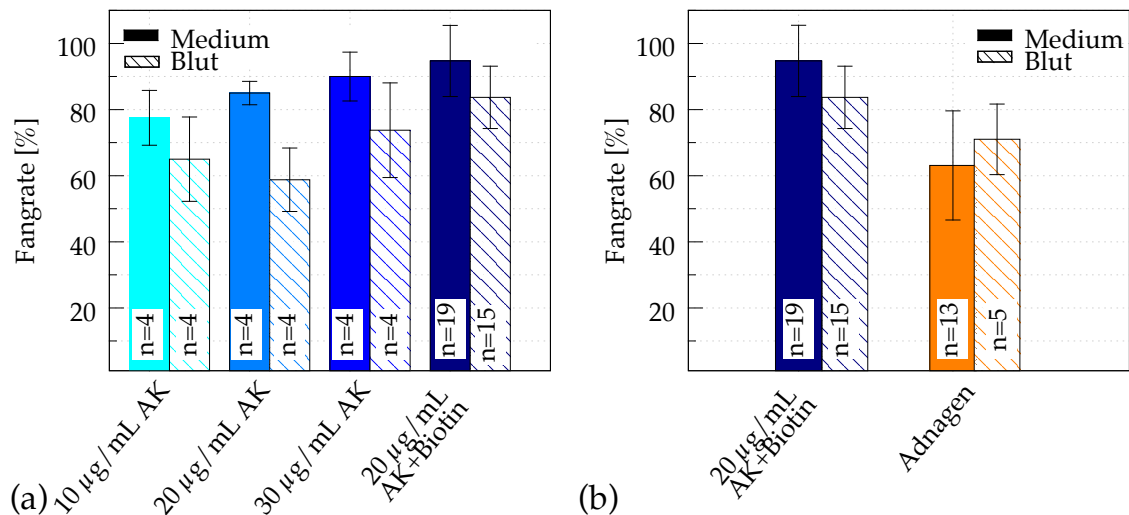 Fangrate [%]
100
80
60
40
20
Medium
Blut
n=4
n=4
n=4
n=4
n=4
n=4
n=19
n=15
10 µg/mL AK
20 µg/mL AK
30 µg/mL AK
20 µg/mL
AK+Biotin
(a)
Fangrate [%]
100
80
60
40
20
Medium
Blut
n=19
n=15
n=13
n=5
20 µg/mL
AK+Biotin
Adnagen
(b)